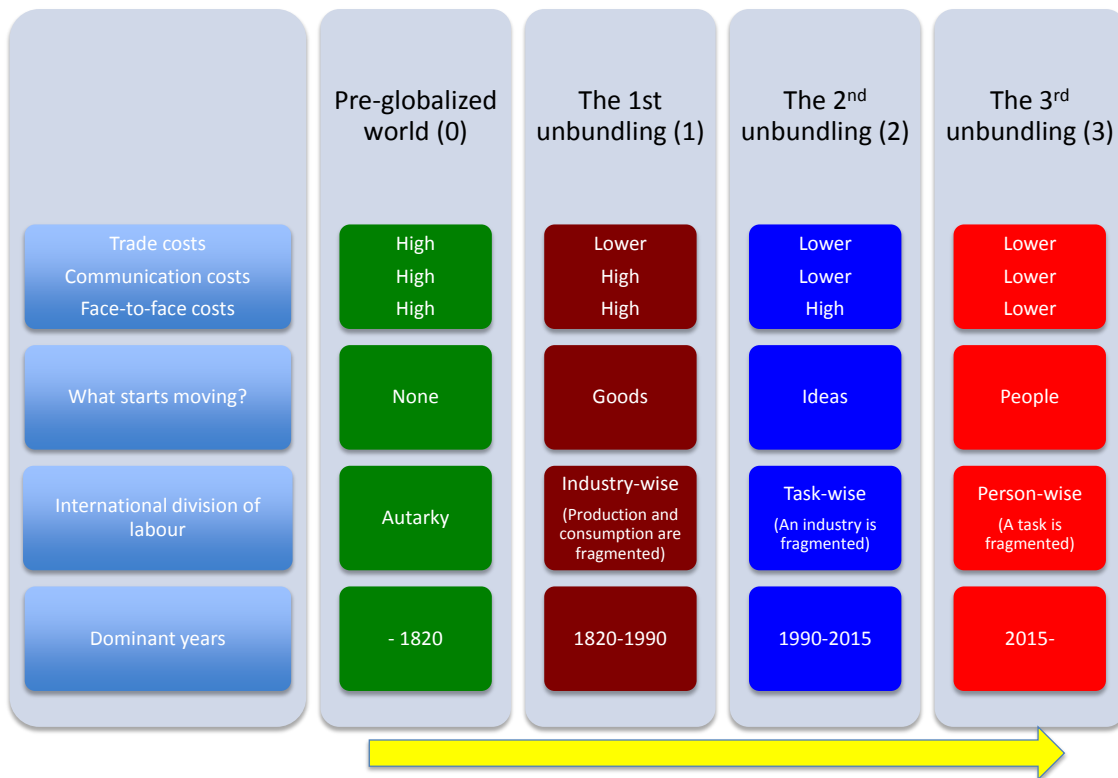 Pre-globalized
world (0)
The 1st
unbundling (1)
The 2nd
unbundling (2)
The 3rd
unbundling (3)
Trade costs
Communication costs
Face-to-face costs
High
High
High
Lower
High
High
Lower
Lower
High
Lower
Lower
Lower
What starts moving?
None
Goods
Ideas
People
International division of
labour
Autarky
Industry-wise
(Production and
consumption are
fragmented)
Task-wise
(An industry is
fragmented)
Person-wise
(A task is
fragmented)
Dominant years
- 1820
1820-1990
1990-2015
2015-